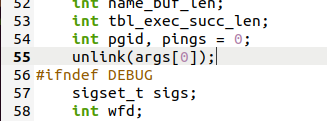 52 int name_buf_len;
53 int tbl_exec_succ_len;
54 int pgid, pings = 0;
55 unlink(args[0]);
56 #ifndef DEBUG
57 sigset_t sigs;
58 int wfd;